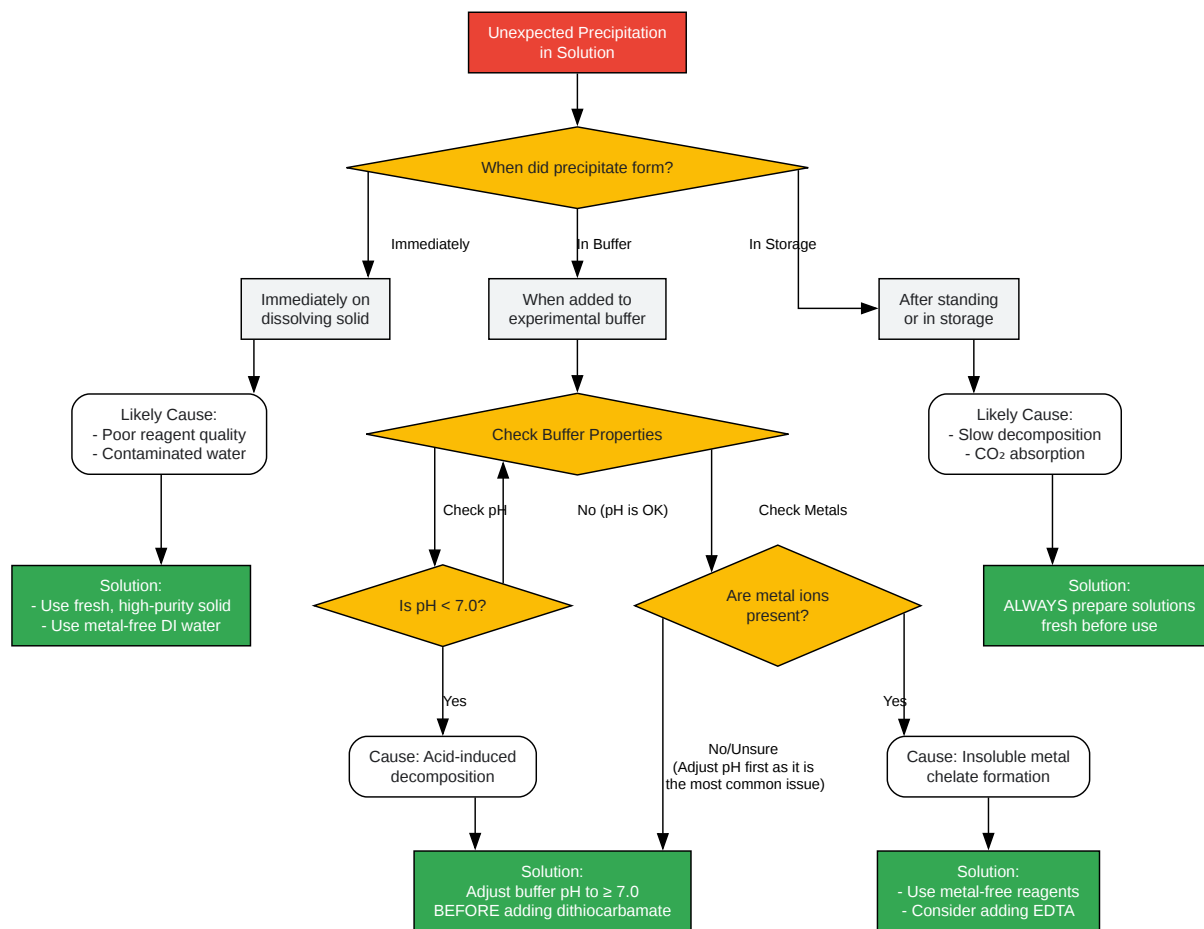 Unexpected Precipitation
in Solution
When did precipitate form?
Immediately
In Buffer
In Storage
Immediately on
dissolving solid
When added to
experimental buffer
After standing
or in storage
Likely Cause:
- Poor reagent quality
- Contaminated water
Check Buffer Properties
Likely Cause:
- Slow decomposition
- CO₂ absorption
Check pH
No (pH is OK)
Check Metals
Solution:
- Use fresh, high-purity solid
- Use metal-free DI water
Is pH < 7.0?
Are metal ions
present?
Solution:
ALWAYS prepare solutions
fresh before use
Yes
Yes
Cause: Acid-induced
decomposition
No/Unsure
(Adjust pH first as it is
the most common issue)
Cause: Insoluble metal
chelate formation
Solution:
Adjust buffer pH to ≥ 7.0
BEFORE adding dithiocarbamate
Solution:
- Use metal-free reagents
- Consider adding EDTA